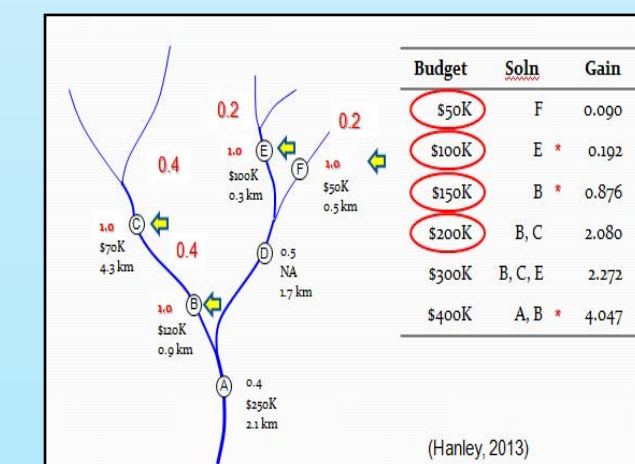 0.2
0.2
1.0
E
F
1.0
$100K
0.3 km
$50K
0.5 km
0.4
1.0
C
$70K
4.3 km
0.4
D
0.5
NA
1.7 km
1.0
B
$120K
0.9 km
A
0.4
$250K
2.1 km
Budget Soln Gain
$50K F 0.090
$100K E * 0.192
$150K B * 0.876
$200K B, C 2.080
$300K B, C, E 2.272
$400K A, B * 4.047
(Hanley, 2013)